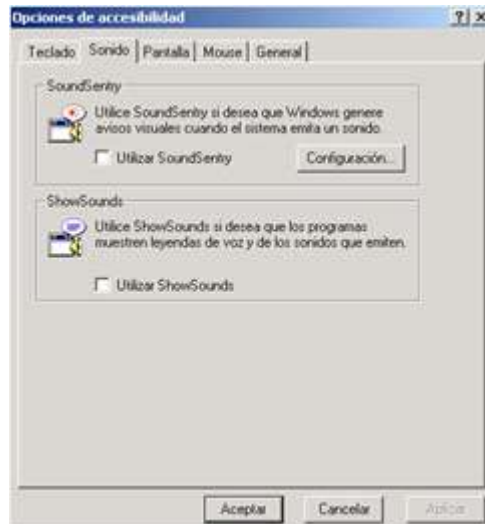 Opciones de accesibilidad
Teclado Sonido Pantalla Mouse General
SoundSentry
Utilice SoundSentry si desea que Windows genere
avisos visuales cuando el sistema emita un sonido.
Utilizar SoundSentry
Configuración...
ShowSounds
Utilice ShowSounds si desea que los programas
muestren leyendas de voz y de los sonidos que emiten.
Utilizar ShowSounds
Aceptar Cancelar Aplicar